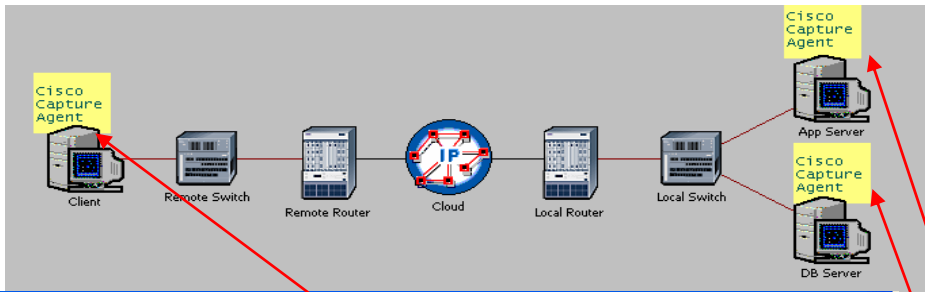 Cisco
Capture
Agent
Client
Remote Switch
Remote Router
IP
Cloud
Local Router
Local Switch
Cisco
Capture
Agent
App Server
Cisco
Capture
Agent
DB Server